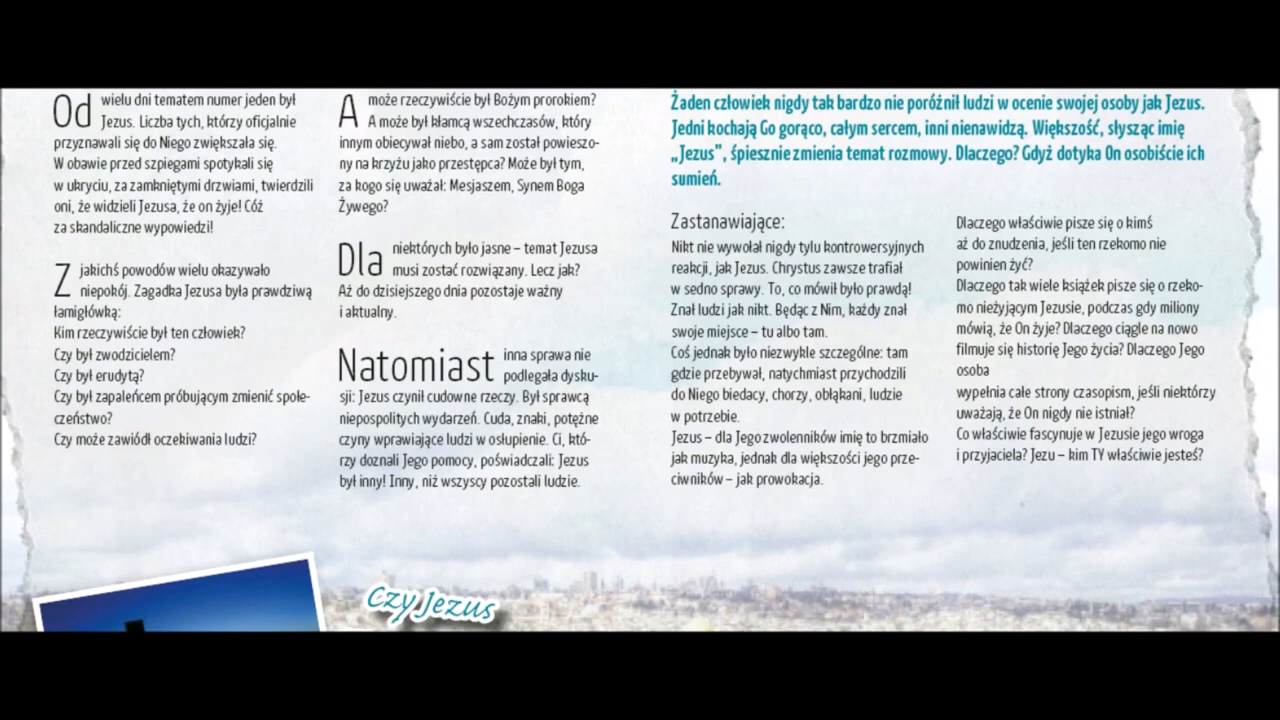 Od wielu dni tematem numer jeden był
Jezus. Liczba tych, którzy oficjalnie
przyznawali się do Niego zwiększała się.
W obawie przed szpiegami spotykali się
w ukryciu, za zamkniętymi drzwiami, twierdzili
oni, że widzieli Jezusa, że on żyje! Cóż
za skandaliczne wypowiedzi!
Z jakichś powodów wielu okazywało
niepokój. Zagadka Jezusa była prawdziwą
łamigłówką:
Kim rzeczywiście był ten człowiek?
Czy był zwodzicielem?
Czy był erudytą?
Czy był zapaleńcem próbującym zmienić społe-
czeństwo?
Czy może zawiódł oczekiwania ludzi?
A może rzeczywiście był Bożym prorokiem?
A może był kłamcą wszechczasów, który
innym obiecywał niebo, a sam został powieszo-
ny na krzyżu jako przestępca? Może był tym,
za kogo się uważał: Mesjaszem, Synem Boga
Żywego?
Dla niektórych było jasne – temat Jezusa
musi zostać rozwiązany. Lecz jak?
Aż do dzisiejszego dnia pozostaje ważny
i aktualny.
Natomiast inna sprawa nie
podlegała dysku-
sji: Jezus czynił cudowne rzeczy. Był sprawcą
niepospolitych wydarzeń. Cuda, znaki, potężne
czyny wprawiające ludzi w osłupienie. Ci, któ-
rzy doznali Jego pomocy, poświadczali: Jezus
był inny! Inny, niż wszyscy pozostali ludzie.
Żaden człowiek nigdy tak bardzo nie poróżnił ludzi w ocenie swojej osoby jak Jezus.
Jedni kochają Go gorąco, całym sercem, inni nienawidzą. Większość, słysząc imię
„Jezus”, śpiesznie zmienia temat rozmowy. Dlaczego? Gdyż dotyka On osobiście ich
sumień.
Zastanawiające:
Nikt nie wywołał nigdy tylu kontrowersyjnych
reakcji, jak Jezus. Chrystus zawsze trafiał
w sedno sprawy. To, co mówił było prawdą!
Znał ludzi jak nikt. Będąc z Nim, każdy znał
swoje miejsce – tu albo tam.
Coś jednak było niezwykle szczególne: tam
gdzie przebywał, natychmiast przychodzili
do Niego biedacy, chorzy, obłąkani, ludzie
w potrzebie.
Jezus – dla Jego zwolenników imię to brzmiało
jak muzyka, jednak dla większości jego prze-
ciwników – jak prowokacja.
Dlaczego właściwie pisze się o kimś
aż do znudzenia, jeśli ten rzekomo nie
powinien żyć?
Dlaczego tak wiele książek pisze się o rzeko-
mo nieżyjącym Jezusie, podczas gdy miliony
mówią, że On żyje? Dlaczego ciągle na nowo
filmuje się historię Jego życia? Dlaczego Jego
osoba
wypełnia całe strony czasopism, jeśli niektórzy
uważają, że On nigdy nie istniał?
Co właściwie fascynuje w Jezusie jego wroga
i przyjaciela? Jezu – kim TY właściwie jesteś?
Czy Jezus